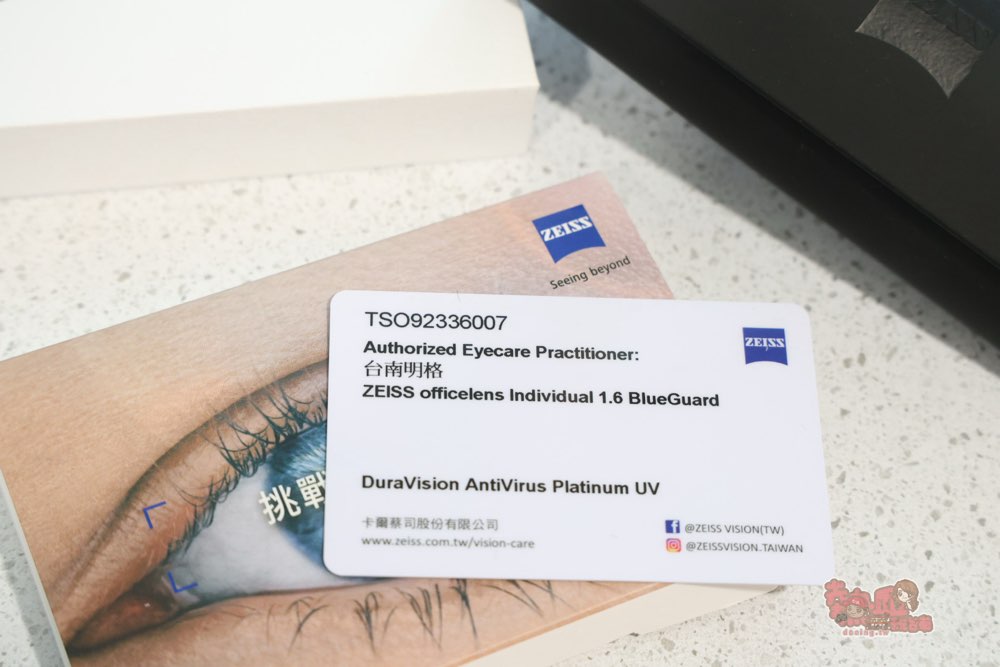 ZEISS
Seeing beyond
TSO92336007
ZEISS
Authorized Eyecare Practitioner:
台南明格
ZEISS officelens Individual 1.6 BlueGuard
挑戰
DuraVision AntiVirus Platinum UV
卡爾蔡司股份有限公司
www.zeiss.com.tw/vision-care
@ZEISS VISION(TW)
@ZEISSVISION.TAIWAN
dening.tw